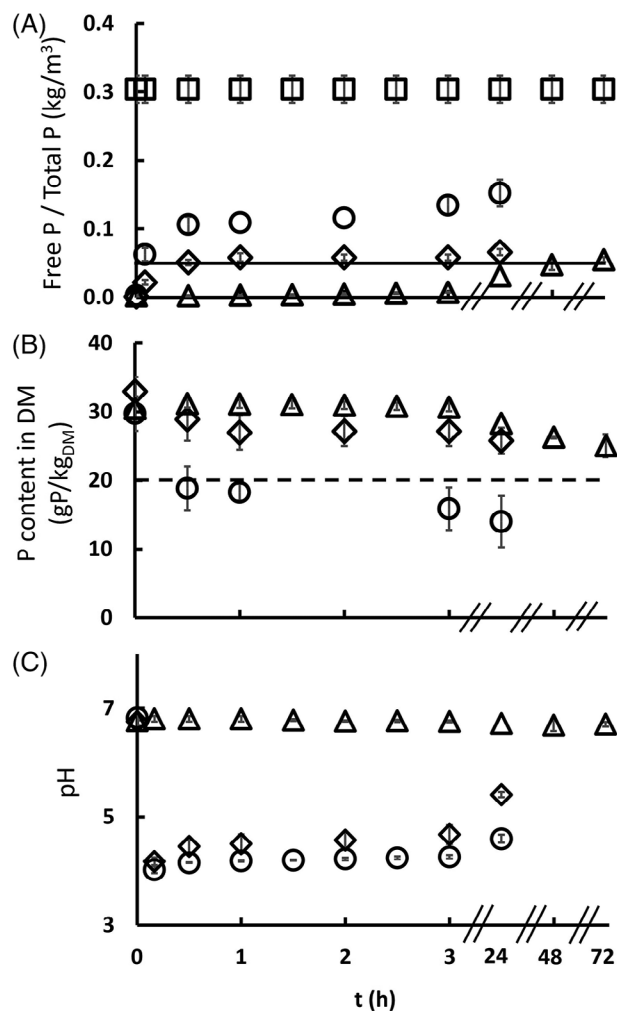 (A)
Free P / Total P (kg/m³)
0.4
0.3
0.2
0.1
0.0
(B)
P content in DM
(gP/kg_DM)
40
30
20
10
0
(C)
pH
7
5
3
0 1 2 3 24 48 72
t (h)